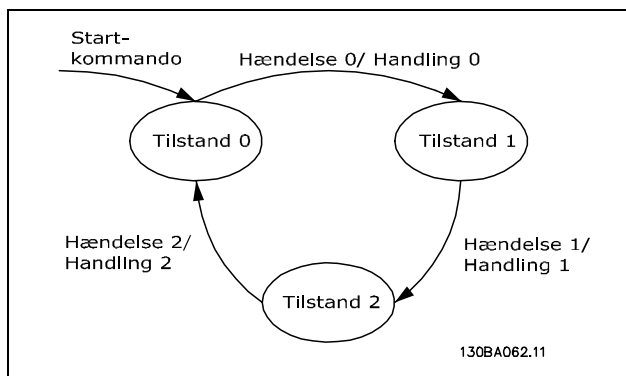 Start-
kommando
Hændelse 0/ Handling 0
Tilstand 0
Tilstand 1
Hændelse 2/
Handling 2
Hændelse 1/
Handling 1
Tilstand 2
130BA062.11